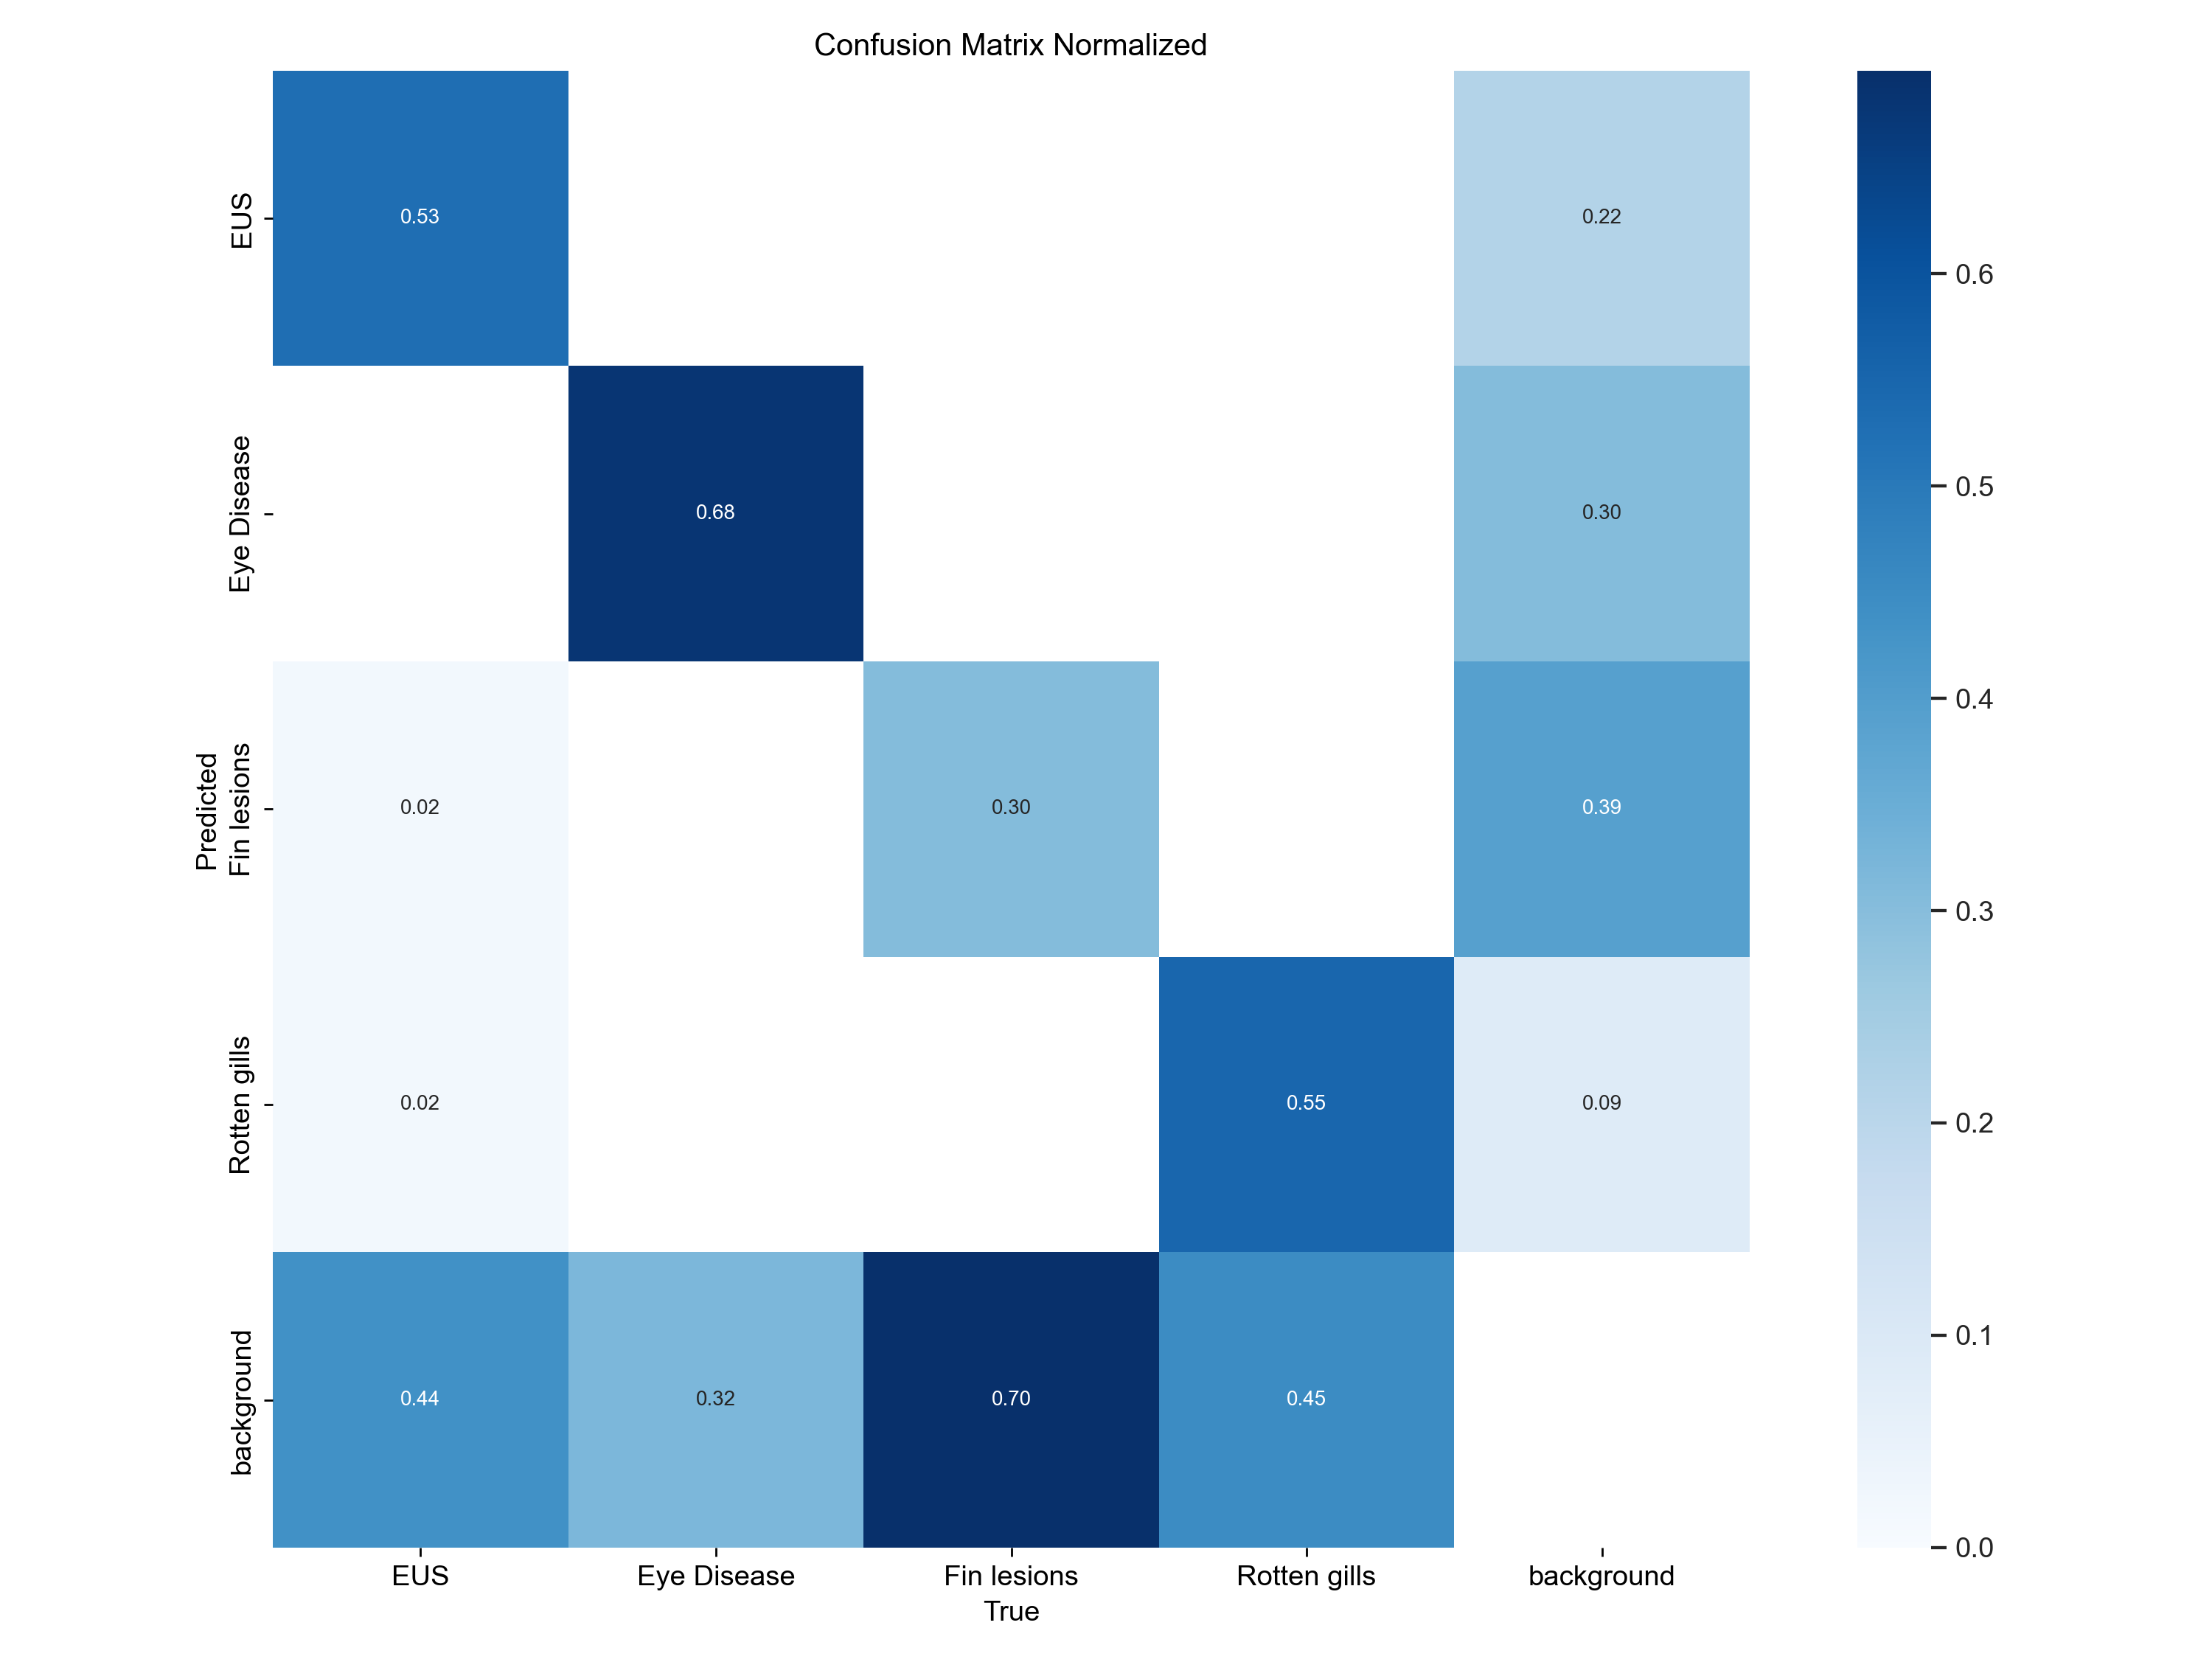 Confusion Matrix Normalized
EUS
0.53
0.22
Eye Disease
0.68
0.30
Predicted
Fin lesions
0.02
0.30
0.39
Rotten gills
0.02
0.55
0.09
background
0.44
0.32
0.70
0.45
EUS
Eye Disease
Fin lesions
Rotten gills
background
True
0.6
0.5
0.4
0.3
0.2
0.1
0.0